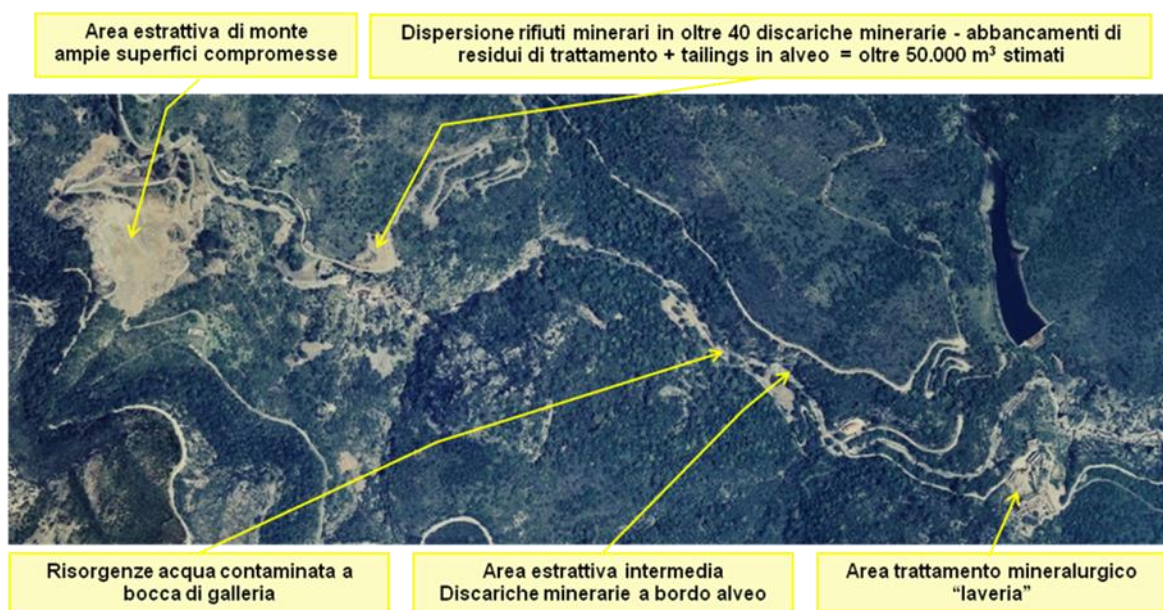 Area estrattiva di monte
ampie superfici compromesse
Dispersione rifiuti minerari in oltre 40 discariche minerarie - abbancamenti di
residui di trattamento + tailings in alveo = oltre 50.000 m³ stimati
Risorgenze acqua contaminata a
bocca di galleria
Area estrattiva intermedia
Discariche minerarie a bordo alveo
Area trattamento mineralurgico
“laveria”